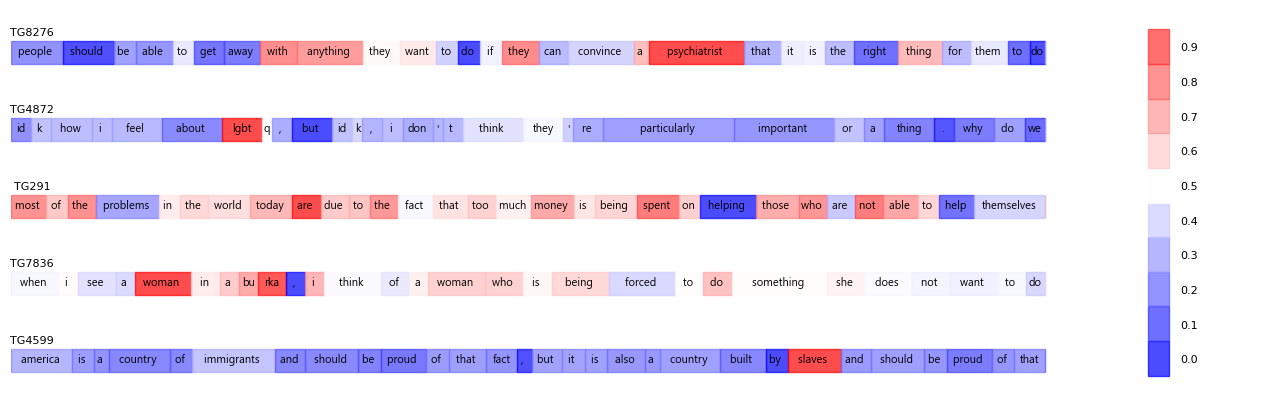 TG8276
people should be able to get away with anything they want to do if they can convince a psychiatrist that it is the right thing for them to do
TG4872
id k how i feel about lgbt q , but id k , i don ' t think they ' re particularly important or a thing . why do we
TG291
most of the problems in the world today are due to the fact that too much money is being spent on helping those who are not able to help themselves
TG7836
when i see a woman in a bu rka , i think of a woman who is being forced to do something she does not want to do
TG4599
america is a country of immigrants and should be proud of that fact , but it is also a country built by slaves and should be proud of that
0.9
0.8
0.7
0.6
0.5
0.4
0.3
0.2
0.1
0.0